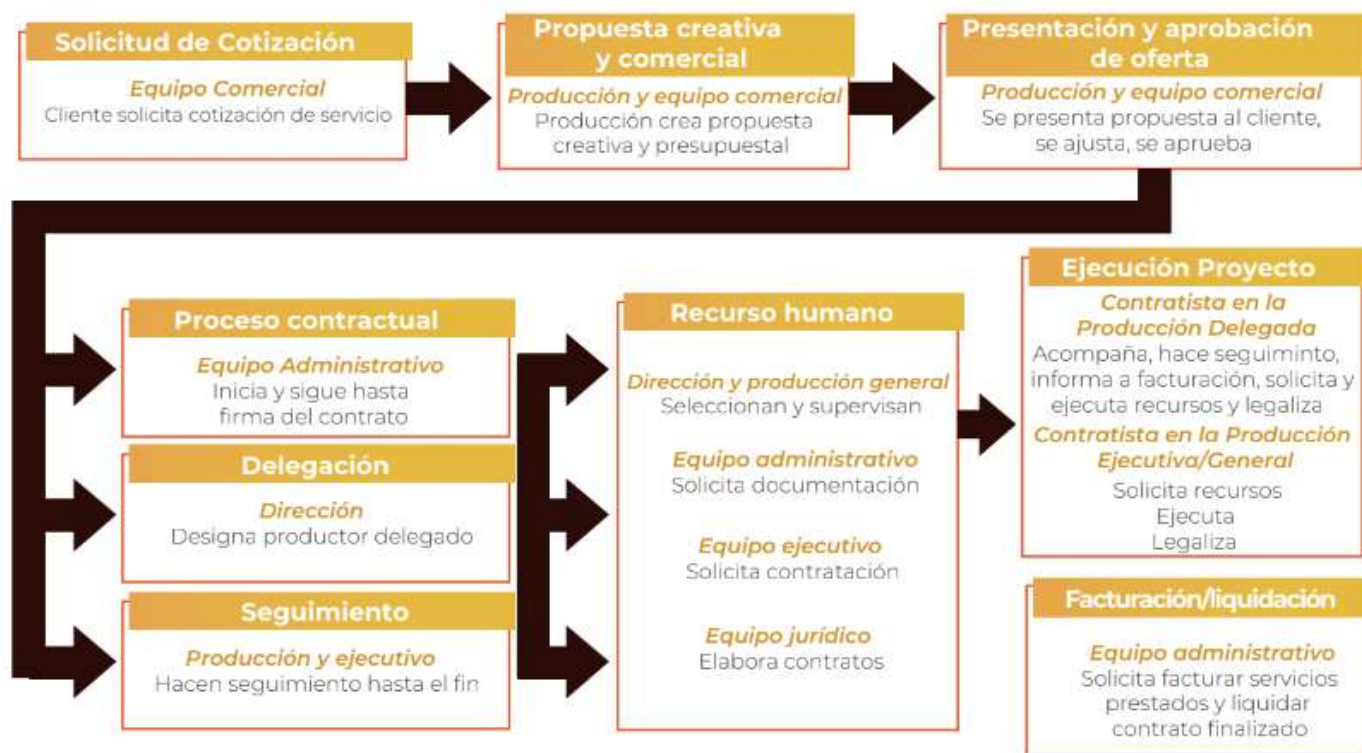 Solicitud de Cotización
Equipo Comercial
Cliente solicita cotización de servicio
Propuesta creativa
y comercial
Producción y equipo comercial
Producción crea propuesta
creativa y presupuestal
Presentación y aprobación
de oferta
Producción y equipo comercial
Se presenta propuesta al cliente,
se ajusta, se aprueba
Proceso contractual
Equipo Administrativo
Inicia y sigue hasta
firma del contrato
Delegación
Dirección
Designa productor delegado
Seguimiento
Producción y ejecutivo
Hacen seguimiento hasta el fin
Recurso humano
Dirección y producción general
Seleccionan y supervisan
Equipo administrativo
Solicita documentación
Equipo ejecutivo
Solicita contratación
Equipo jurídico
Elabora contratos
Ejecución Proyecto
Contratista en la
Producción Delegada
Acompaña, hace seguiminto,
informa a facturación, solicita y
ejecuta recursos y legaliza
Contratista en la Producción
Ejecutiva/General
Solicita recursos
Ejecuta
Legaliza
Facturación/liquidación
Equipo administrativo
Solicita facturar servicios
prestados y liquidar
contrato finalizado